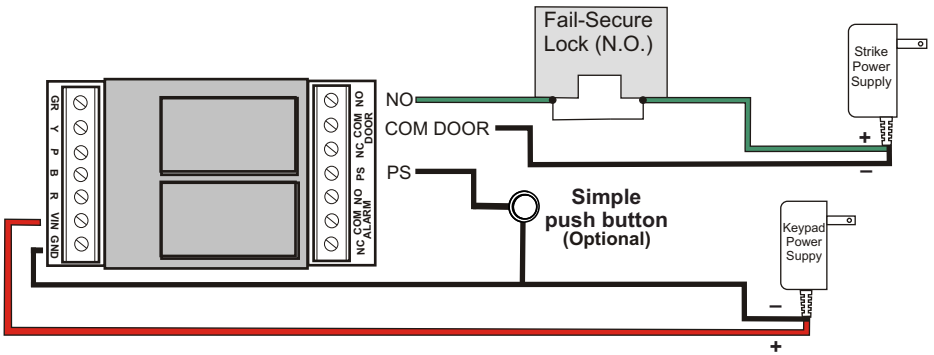 Fail-Secure
Lock (N.O.)
Strike
Power
Supply
+
–
GR
Y
P
B
R
VIN
GND
NO
COM
NC
DOOR
PS
NO
COM
NC
ALARM
NO
COM DOOR
PS
Simple
push button
(Optional)
Keypad
Power
Suppy
–
+